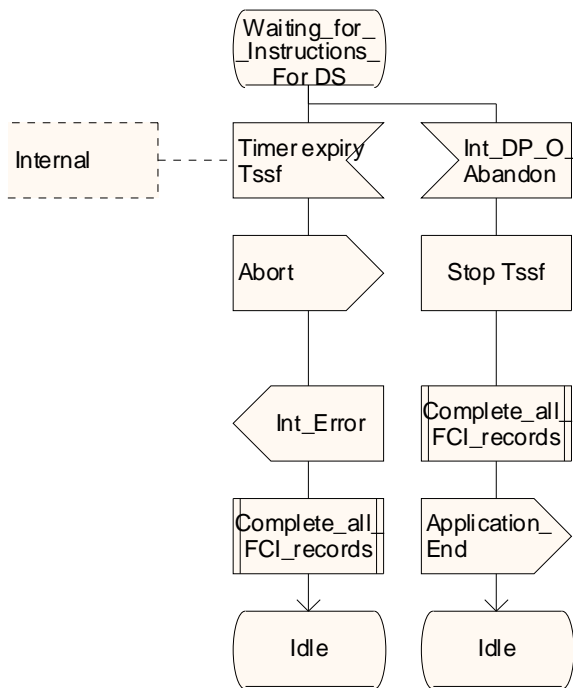 Waiting_for_
_Instructions_
For DS
Internal
Timer expiry
Tssf
Int_DP_O_
Abandon
Abort
Stop Tssf
Int_Error
Complete_all_
FCI_records
Complete_all_
FCI_records
Application_
End
Idle
Idle